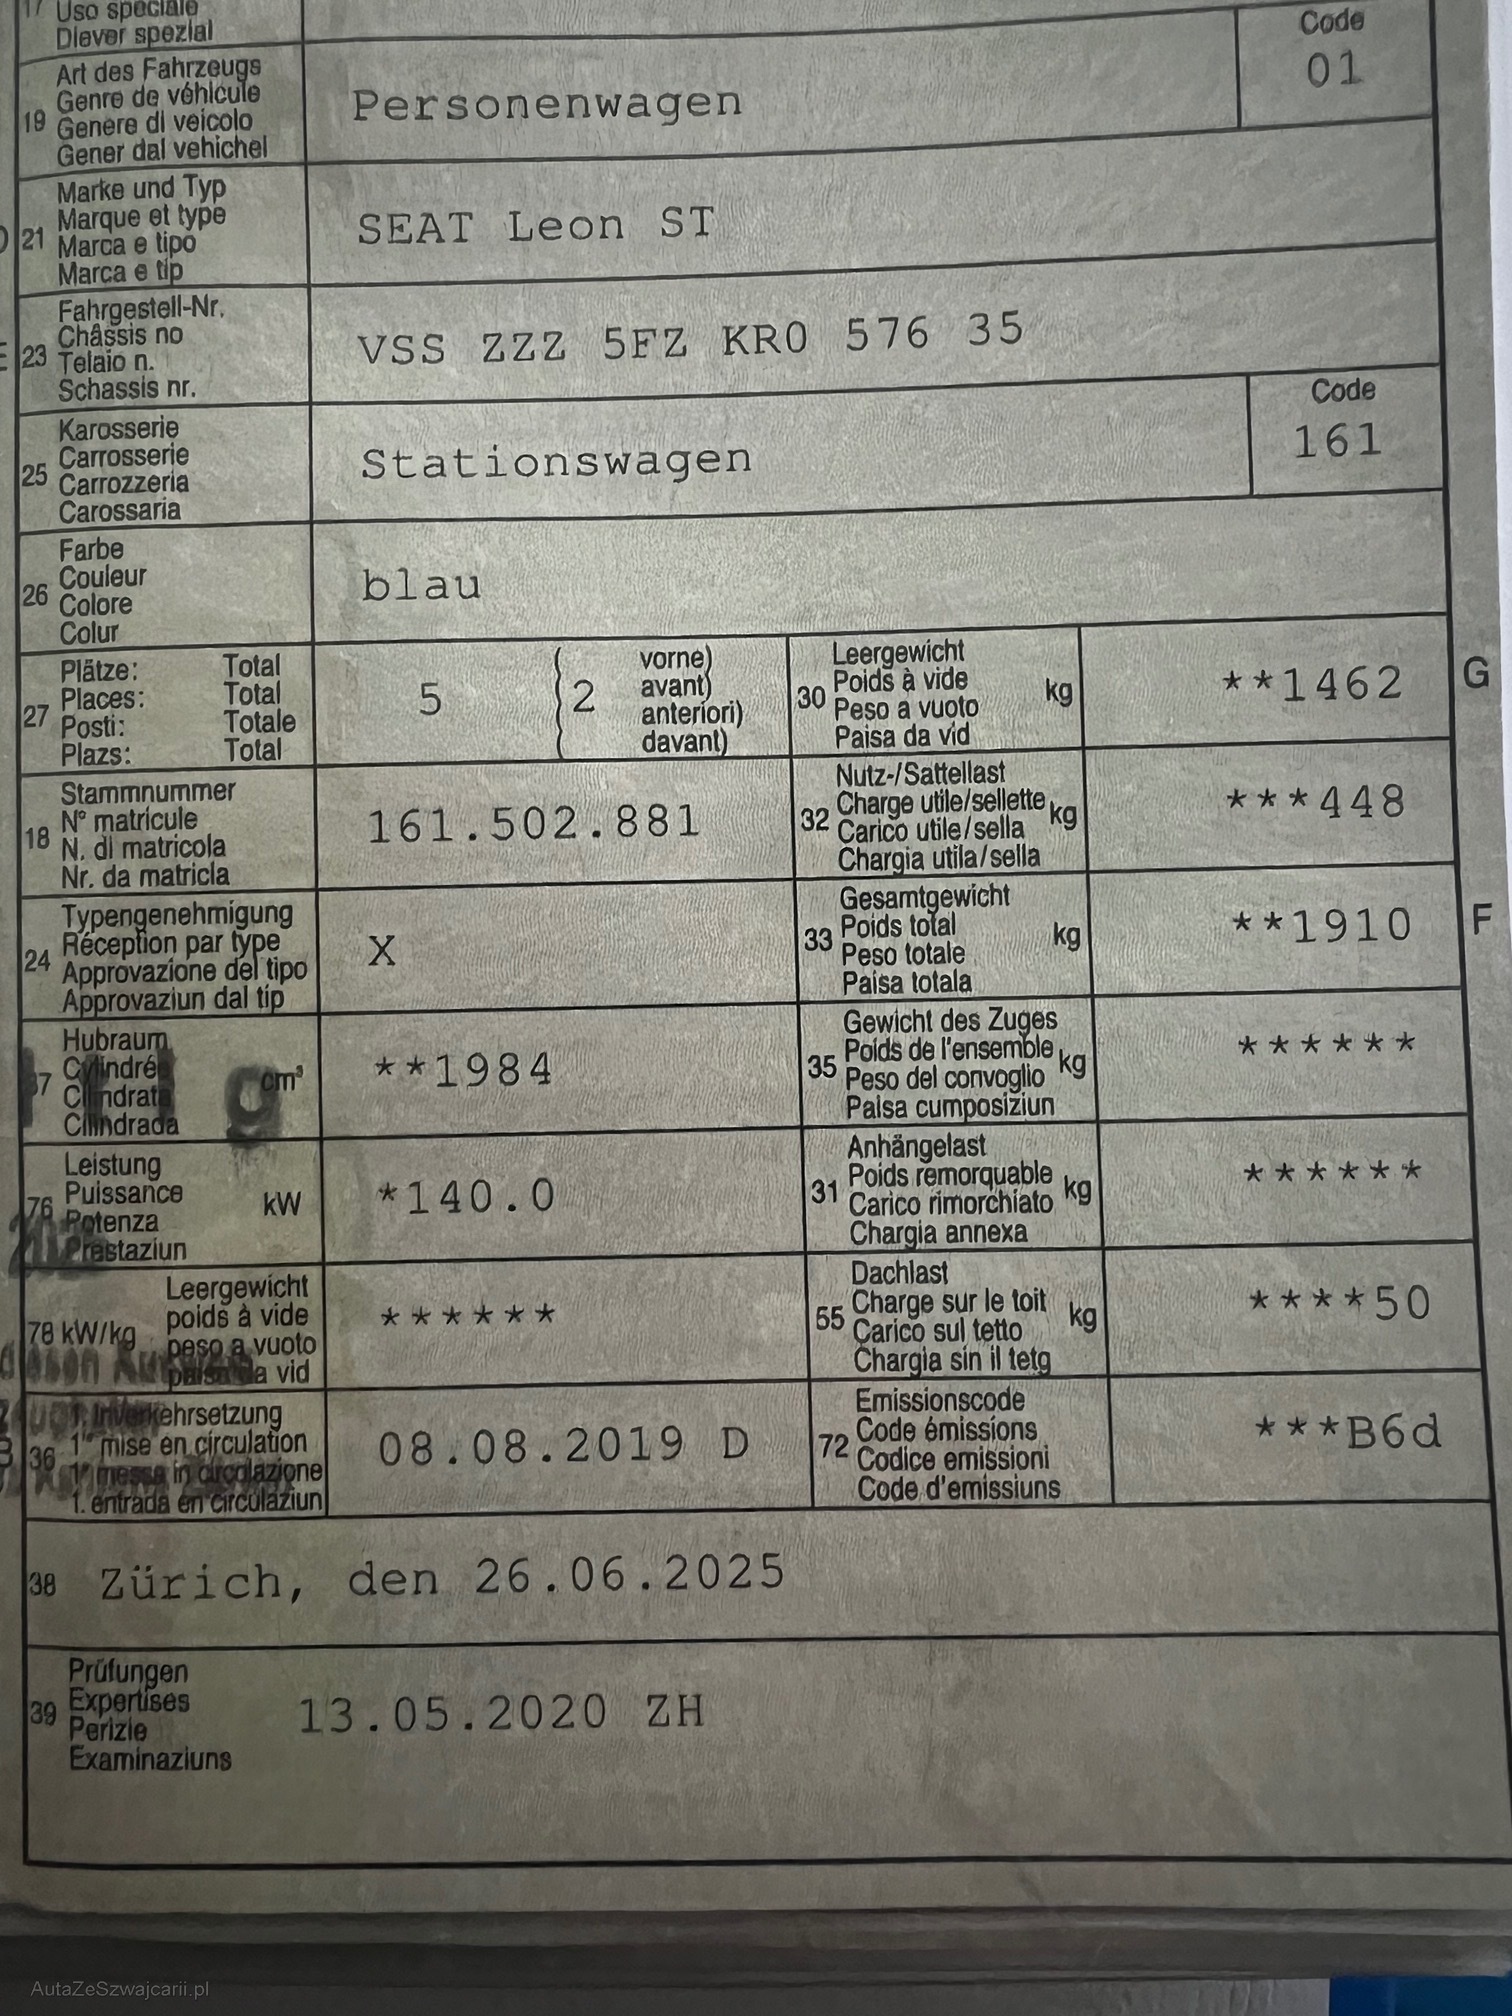 17 Uso speciale
Diever spezial
Code
01
19 Art des Fahrzeugs
Genre de véhicule
Genere di veicolo
Gener dal vehichel
Personenwagen
21 Marke und Typ
Marque et type
Marca e tipo
Marca e tip
SEAT Leon ST
23 Fahrgestell-Nr.
Châssis no
Telaio n.
Schassis nr.
VSS ZZZ 5FZ KR0 576 35
25 Karosserie
Carrosserie
Carrozzeria
Carossaria
Stationswagen
Code
161
26 Farbe
Couleur
Colore
Colur
blau
27 Plätze: Total
Places: Total
Posti: Totale
Plazs: Total
5 2
vorne)
avant)
anteriori)
davant)
30 Leergewicht
Poids à vide
Peso a vuoto
Paisa da vid
kg
**1462
G
18 Stammnummer
N° matricule
N. di matricola
Nr. da matricla
161.502.881
32 Nutz-/Sattellast
Charge utile/sellette
Carico utile/sella
Chargia utila/sella
kg
***448
24 Typengenehmigung
Réception par type
Approvazione del tipo
Approvaziun dal tip
X
33 Gesamtgewicht
Poids total
Peso totale
Paisa totala
kg
**1910
F
Hubraum
Cylindrée
Cilindrata
Cilindrada
cm³
**1984
35 Gewicht des Zuges
Poids de l'ensemble
Peso del convoglio
Paisa cumposiziun
kg
******
76 Leistung
Puissance
Potenza
Prestaziun
kW
*140.0
31 Anhängelast
Poids remorquable
Carico rimorchiato
Chargia annexa
kg
******
78 kW/kg
Leergewicht
poids à vide
peso a vuoto
paisa da vid
******
55 Dachlast
Charge sur le toit
Carico sul tetto
Chargia sin il tetg
kg
****50
36 1. Inverkehrsetzung
1re mise en circulation
1a messa in circolazione
1. entrada en circulaziun
08.08.2019 D
72 Emissionscode
Code émissions
Codice emissioni
Code d'emissiuns
***B6d
38 Zürich, den 26.06.2025
39 Prüfungen
Expertises
Perizie
Examinaziuns
13.05.2020 ZH
AutaZeSzwajcarii.pl